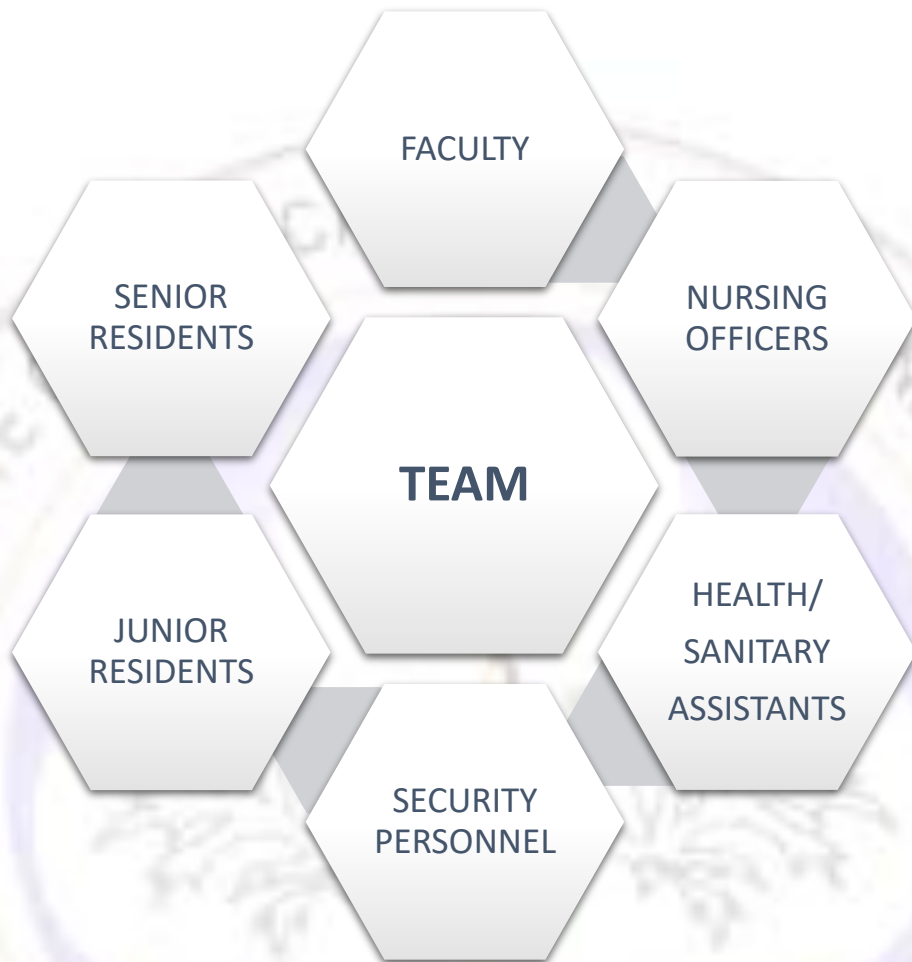 FACULTY
NURSING
OFFICERS
HEALTH/
SANITARY
ASSISTANTS
SECURITY
PERSONNEL
JUNIOR
RESIDENTS
SENIOR
RESIDENTS
TEAM